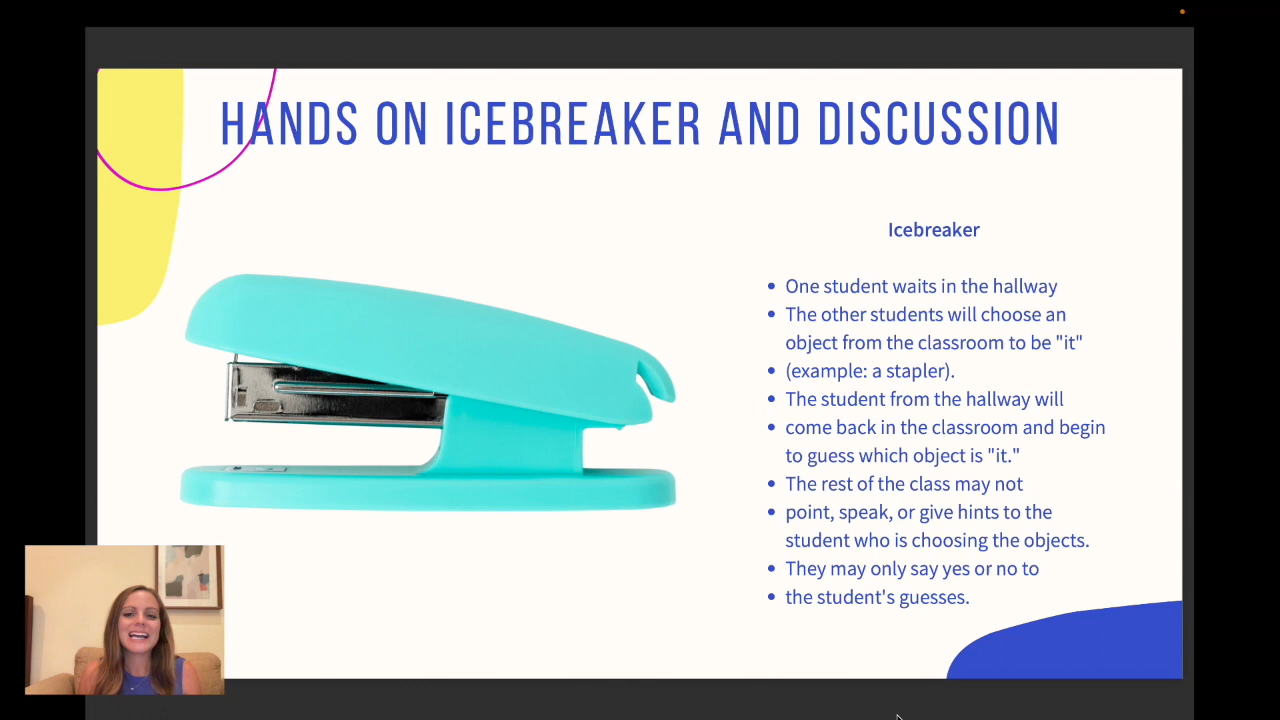 HANDS ON ICEBREAKER AND DISCUSSION
Icebreaker
• One student waits in the hallway
• The other students will choose an
object from the classroom to be "it"
• (example: a stapler).
• The student from the hallway will
• come back in the classroom and begin
to guess which object is "it."
• The rest of the class may not
• point, speak, or give hints to the
student who is choosing the objects.
• They may only say yes or no to
• the student's guesses.